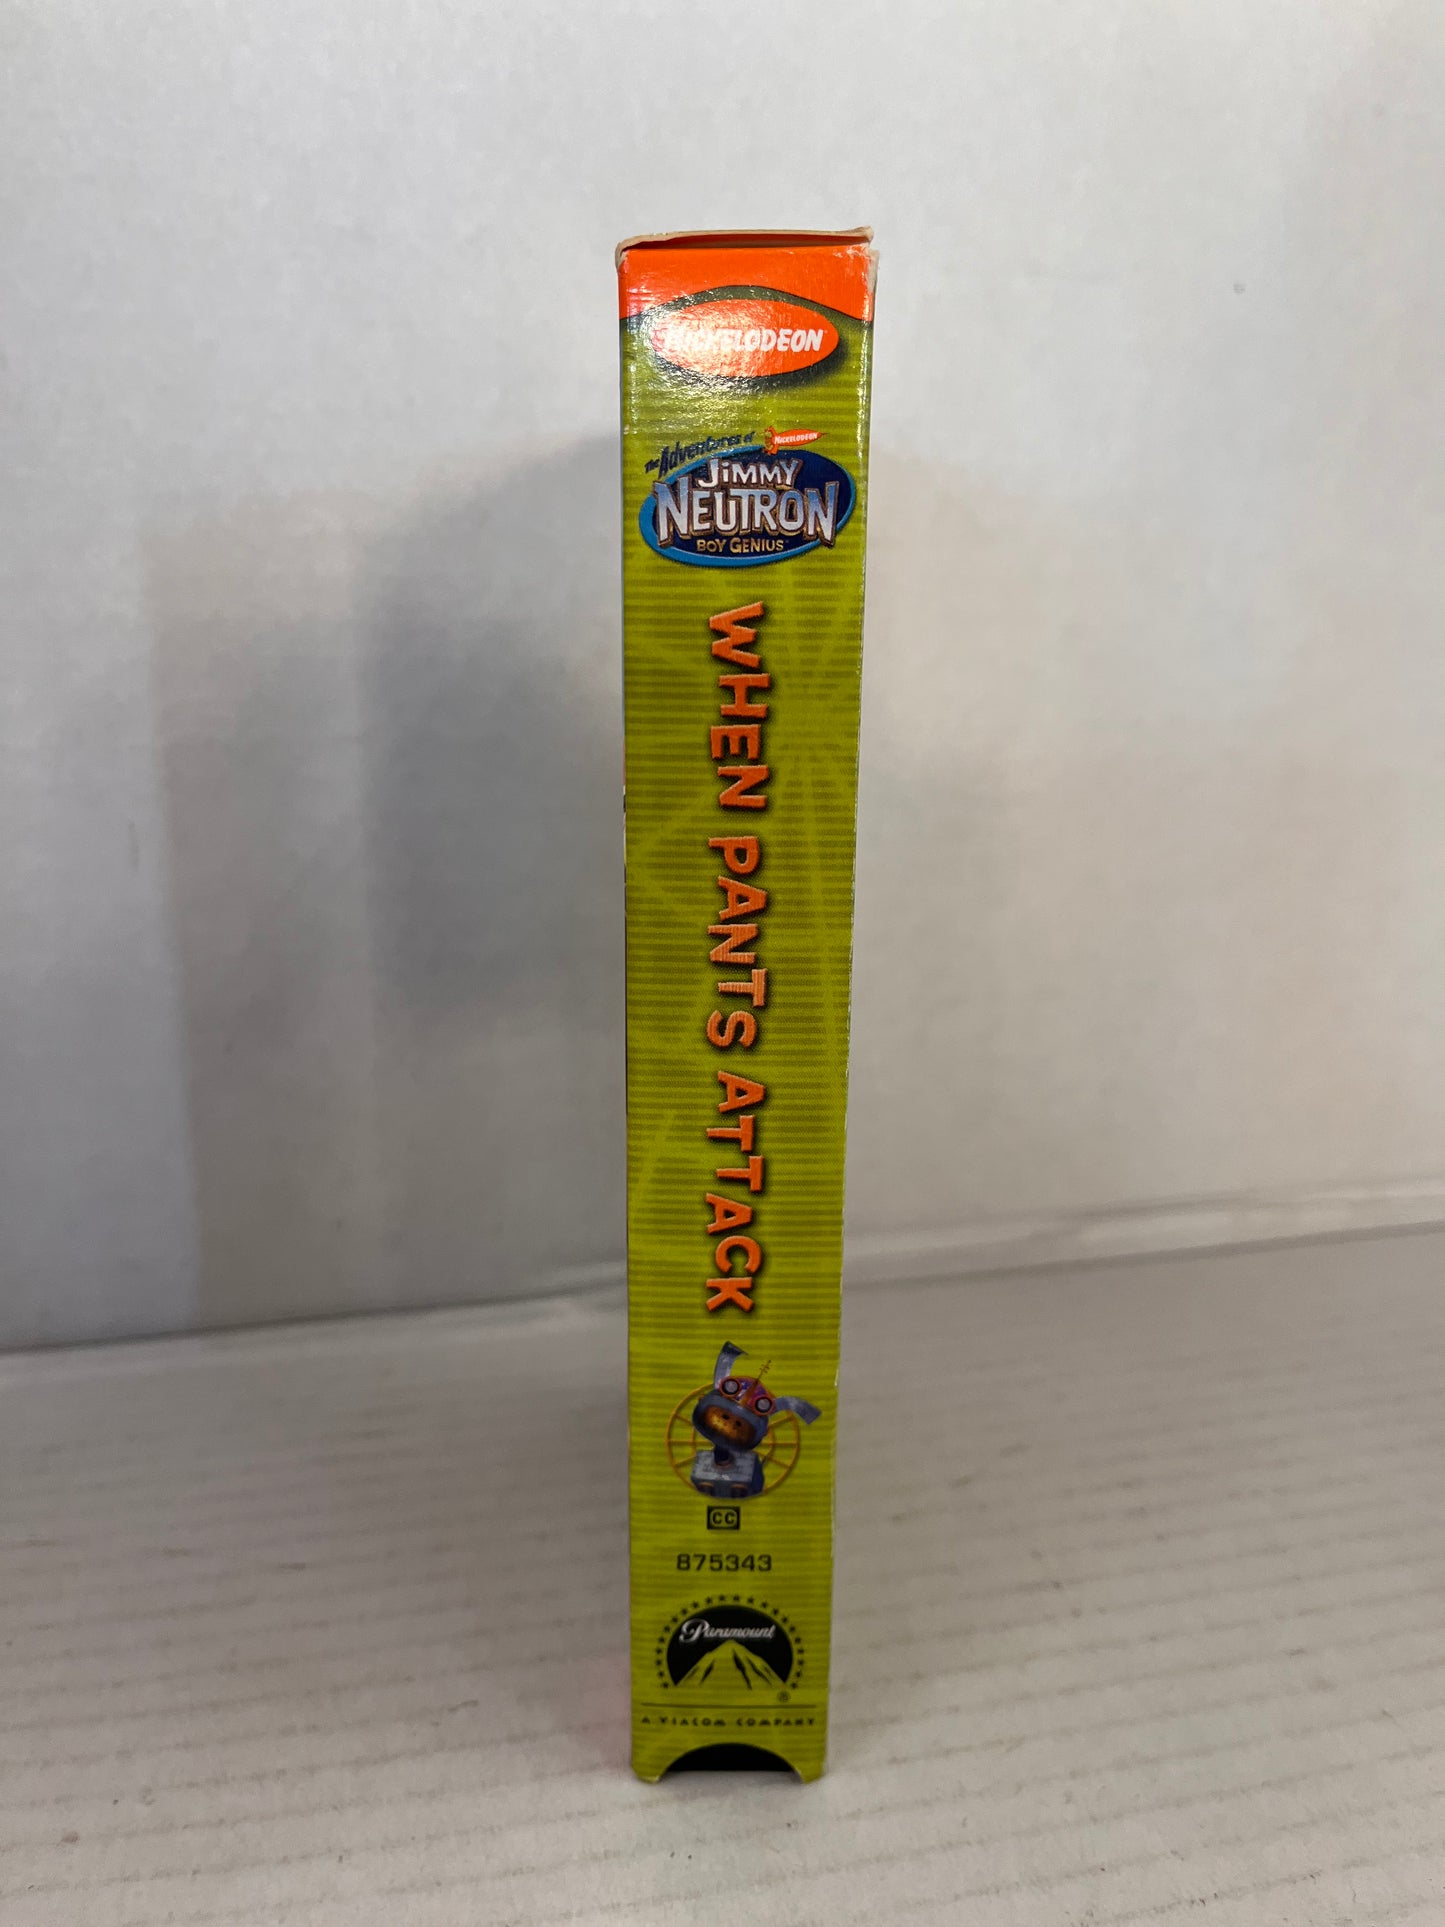 NICKELODEON
The Adventures of
NICKELODEON
JIMMY
NEUTRON
BOY GENIUS
WHEN PANTS ATTACK
CC
875343
Paramount
®
A VIACOM COMPANY